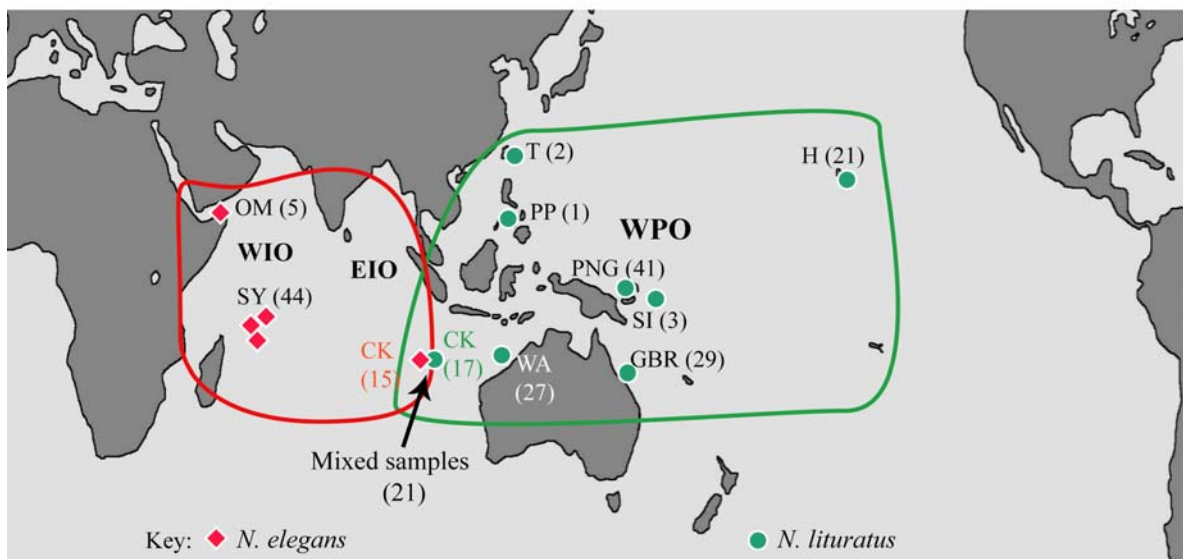 T (2)
H (21)
OM (5)
PP (1)
WIO
WPO
EIO
PNG (41)
SY (44)
SI (3)
CK
(15)
CK
(17)
WA
(27)
GBR (29)
Mixed samples
(21)
Key: N. elegans
N. lituratus